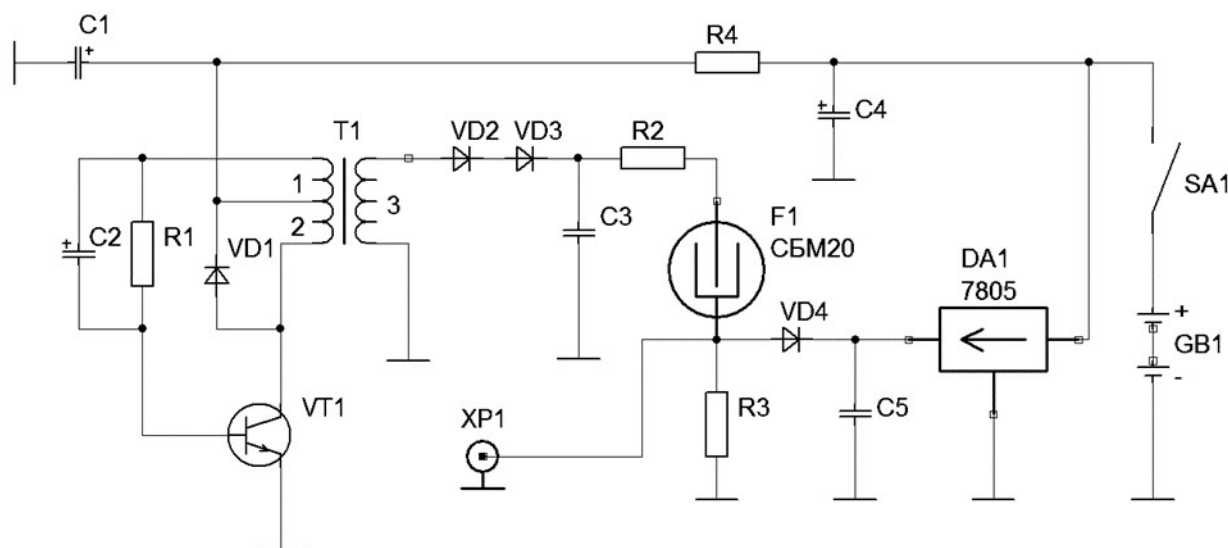 C1
+
R4
+
C4
T1
VD2
VD3
R2
1
2
3
C3
F1
СБМ20
SA1
+
C2
R1
VD1
DA1
7805
VD4
+
GB1
-
R3
C5
VT1
XP1